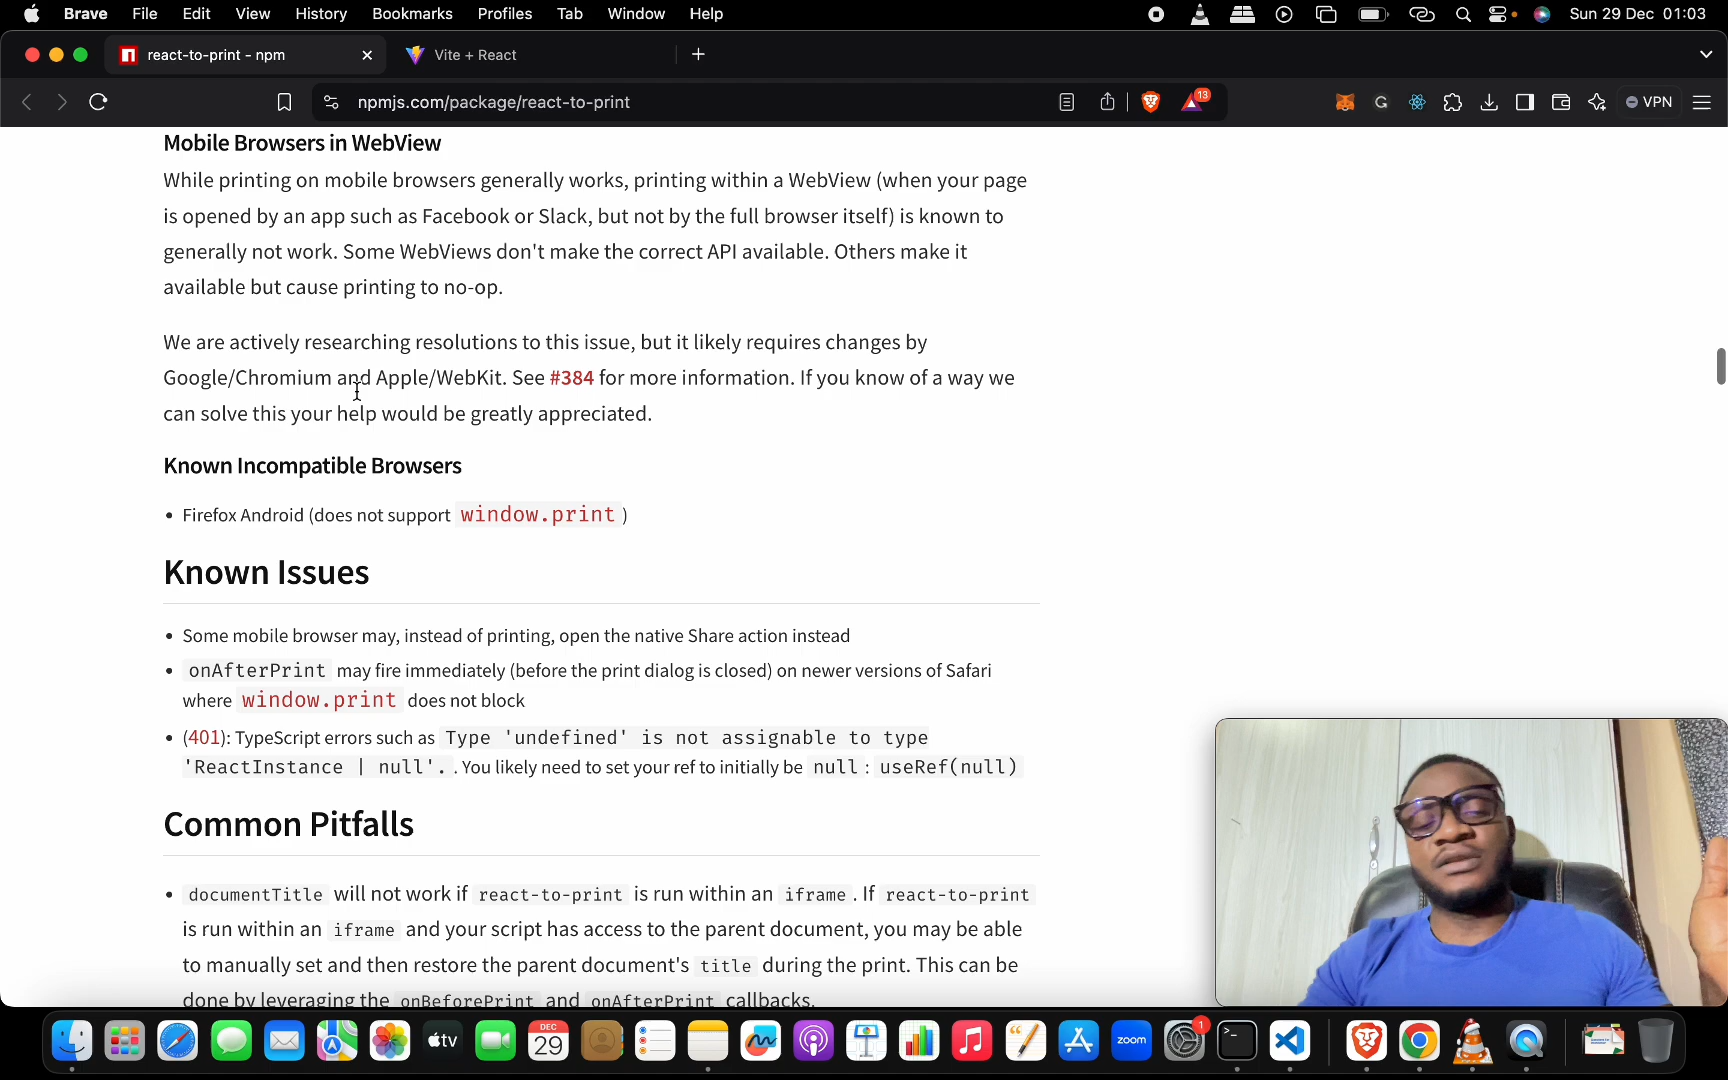 Brave File Edit View History Bookmarks Profiles Tab Window Help Sun 29 Dec 01:03
react-to-print - npm Vite + React
npmjs.com/package/react-to-print 13 G VPN
Mobile Browsers in WebView
While printing on mobile browsers generally works, printing within a WebView (when your page
is opened by an app such as Facebook or Slack, but not by the full browser itself) is known to
generally not work. Some WebViews don't make the correct API available. Others make it
available but cause printing to no-op.
We are actively researching resolutions to this issue, but it likely requires changes by
Google/Chromium and Apple/WebKit. See #384 for more information. If you know of a way we
can solve this your help would be greatly appreciated.
Known Incompatible Browsers
• Firefox Android (does not support window.print )
Known Issues
• Some mobile browser may, instead of printing, open the native Share action instead
• onAfterPrint may fire immediately (before the print dialog is closed) on newer versions of Safari
where window.print does not block
• (401): TypeScript errors such as Type 'undefined' is not assignable to type
'ReactInstance | null'. . You likely need to set your ref to initially be null : useRef(null)
Common Pitfalls
• documentTitle will not work if react-to-print is run within an iframe . If react-to-print
is run within an iframe and your script has access to the parent document, you may be able
to manually set and then restore the parent document's title during the print. This can be
done by leveraging the onBeforePrint and onAfterPrint callbacks.
tv DEC 29 zoom 1 >_